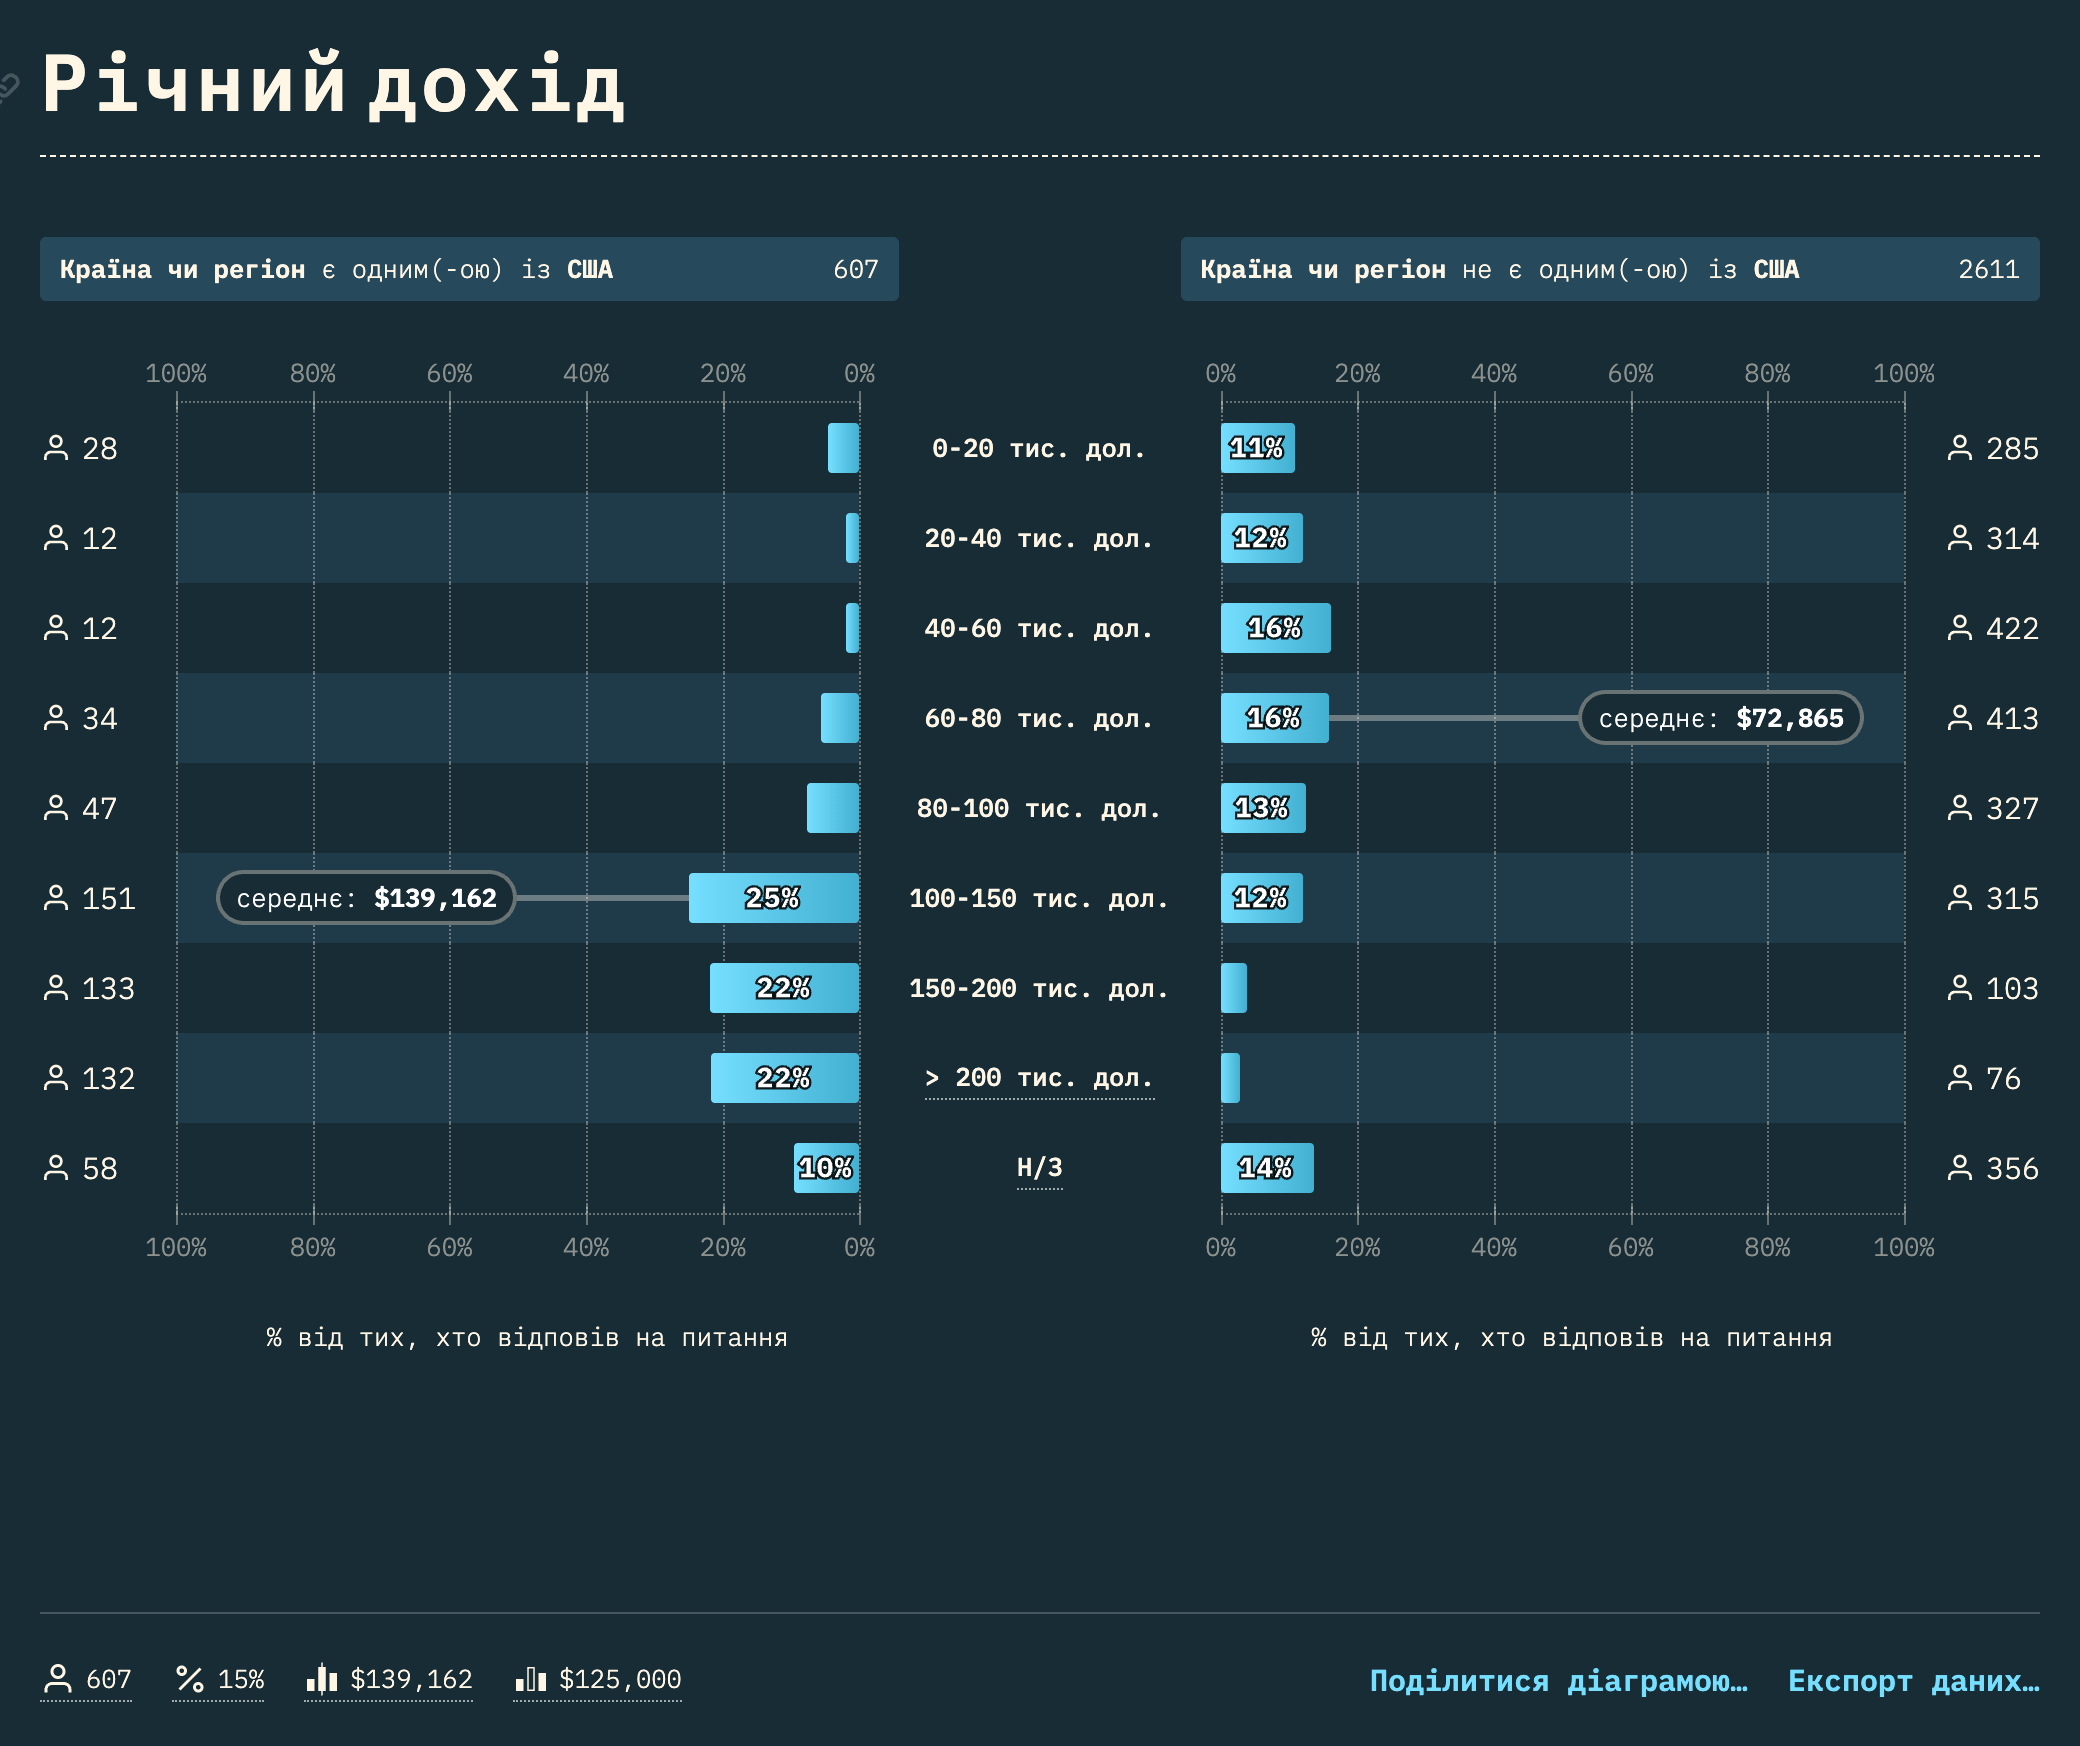 Річний дохід
Країна чи регіон є одним(-ою) із США 607
Країна чи регіон не є одним(-ою) із США 2611
100% 80% 60% 40% 20% 0% 0% 20% 40% 60% 80% 100%
28 0-20 тис. дол. 11% 285
12 20-40 тис. дол. 12% 314
12 40-60 тис. дол. 16% 422
34 60-80 тис. дол. 16% середнє: $72,865 413
47 80-100 тис. дол. 13% 327
151 середнє: $139,162 25% 100-150 тис. дол. 12% 315
133 22% 150-200 тис. дол. 103
132 22% > 200 тис. дол. 76
58 10% Н/З 14% 356
100% 80% 60% 40% 20% 0% 0% 20% 40% 60% 80% 100%
% від тих, хто відповів на питання % від тих, хто відповів на питання
607 15% $139,162 $125,000 Поділитися діаграмою… Експорт даних…